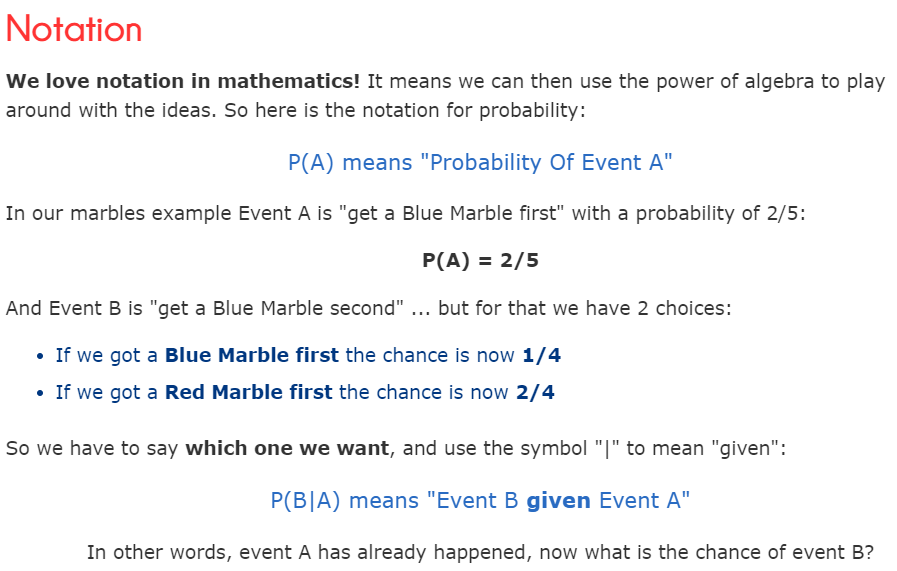 Notation
We love notation in mathematics! It means we can then use the power of algebra to play
around with the ideas. So here is the notation for probability:
P(A) means "Probability Of Event A"
In our marbles example Event A is "get a Blue Marble first" with a probability of 2/5:
P(A) = 2/5
And Event B is "get a Blue Marble second" ... but for that we have 2 choices:
• If we got a Blue Marble first the chance is now 1/4
• If we got a Red Marble first the chance is now 2/4
So we have to say which one we want, and use the symbol "|" to mean "given":
P(B|A) means "Event B given Event A"
In other words, event A has already happened, now what is the chance of event B?